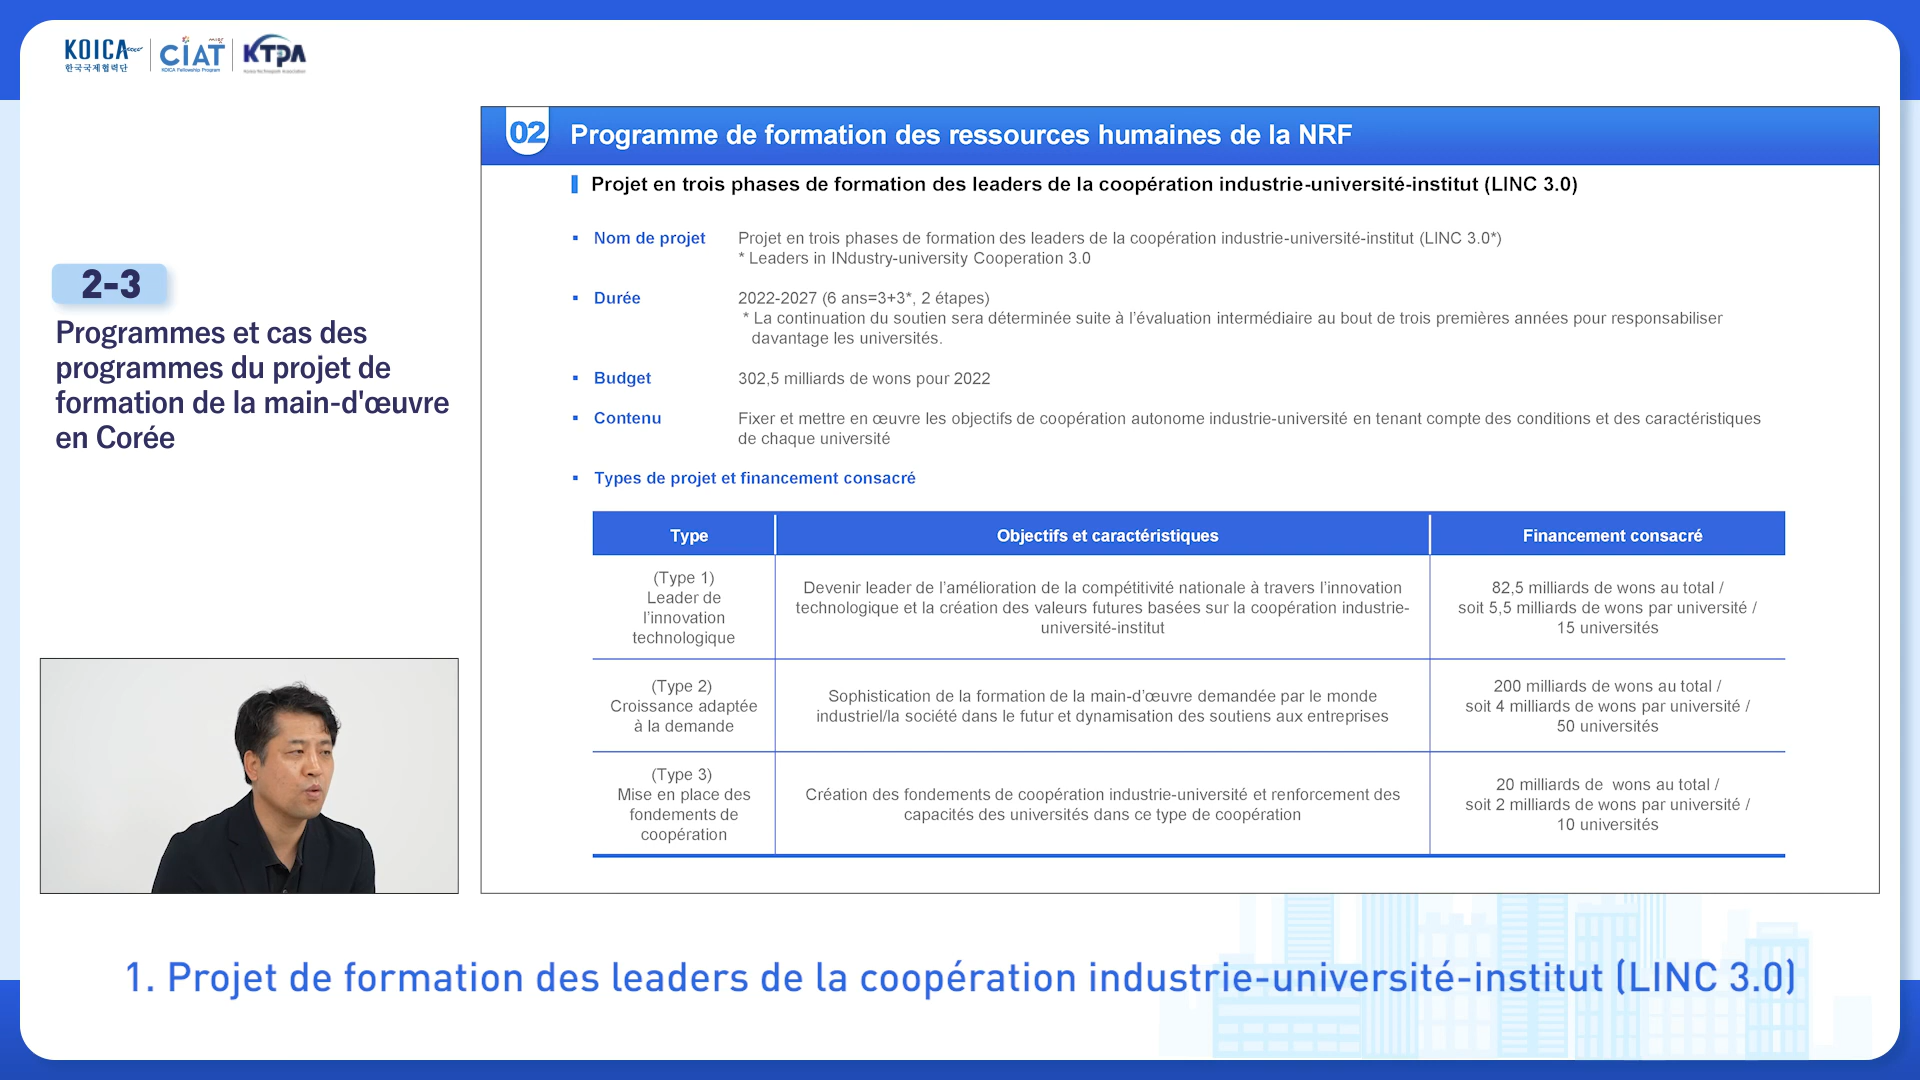 KOICA
한국국제협력단
CIAT
KOICA Fellowship Program
KTPA
02 Programme de formation des ressources humaines de la NRF
Projet en trois phases de formation des leaders de la coopération industrie-université-institut (LINC 3.0)
2-3
Programmes et cas des
programmes du projet de
formation de la main-d'œuvre
en Corée
▪ Nom de projet Projet en trois phases de formation des leaders de la coopération industrie-université-institut (LINC 3.0*)
* Leaders in INdustry-university Cooperation 3.0
▪ Durée 2022-2027 (6 ans=3+3*, 2 étapes)
* La continuation du soutien sera déterminée suite à l’évaluation intermédiaire au bout de trois premières années pour responsabiliser
davantage les universités.
▪ Budget 302,5 milliards de wons pour 2022
▪ Contenu Fixer et mettre en œuvre les objectifs de coopération autonome industrie-université en tenant compte des conditions et des caractéristiques
de chaque université
▪ Types de projet et financement consacré
Type Objectifs et caractéristiques Financement consacré
(Type 1)
Leader de
l’innovation
technologique
Devenir leader de l’amélioration de la compétitivité nationale à travers l’innovation
technologique et la création des valeurs futures basées sur la coopération industrie-
université-institut
82,5 milliards de wons au total /
soit 5,5 milliards de wons par université /
15 universités
(Type 2)
Croissance adaptée
à la demande
Sophistication de la formation de la main-d’œuvre demandée par le monde
industriel/la société dans le futur et dynamisation des soutiens aux entreprises
200 milliards de wons au total /
soit 4 milliards de wons par université /
50 universités
(Type 3)
Mise en place des
fondements de
coopération
Création des fondements de coopération industrie-université et renforcement des
capacités des universités dans ce type de coopération
20 milliards de wons au total /
soit 2 milliards de wons par université /
10 universités
1. Projet de formation des leaders de la coopération industrie-université-institut (LINC 3.0)